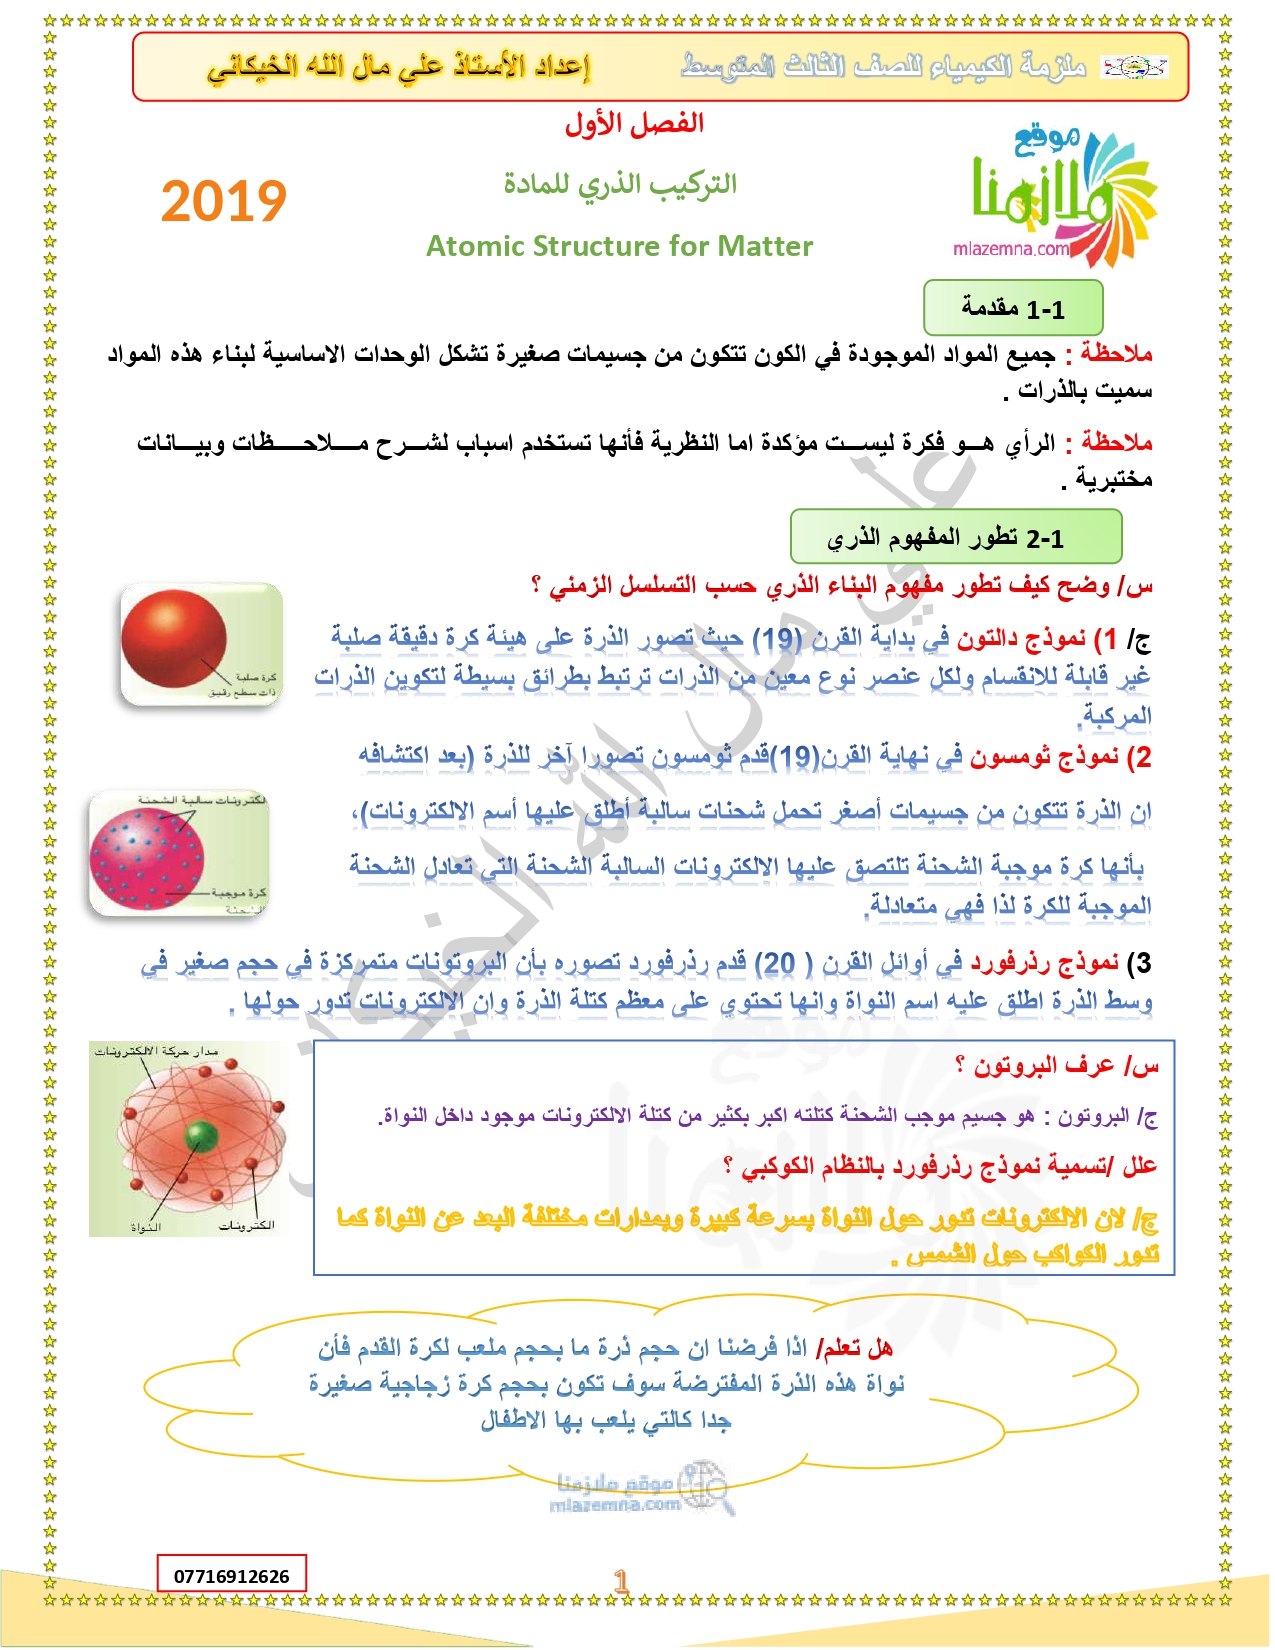 ملزمة الكيمياء للصف الثالث المتوسط إعداد الأستاذ علي مال الله الخيكاني
الفصل الأول
موقع
ملازمنا
mlazemna.com
التركيب الذري للمادة
2019
Atomic Structure for Matter
1-1 مقدمة
ملاحظة : جميع المواد الموجودة في الكون تتكون من جسيمات صغيرة تشكل الوحدات الاساسية لبناء هذه المواد
سميت بالذرات .
ملاحظة : الرأي هـــو فكرة ليســـت مؤكدة اما النظرية فأنها تستخدم اسباب لشـــرح مـــلاحـــــظات وبيـــانات
مختبرية .
2-1 تطور المفهوم الذري
س/ وضح كيف تطور مفهوم البناء الذري حسب التسلسل الزمني ؟
ج/ 1) نموذج دالتون في بداية القرن (19) حيث تصور الذرة على هيئة كرة دقيقة صلبة
غير قابلة للانقسام ولكل عنصر نوع معين من الذرات ترتبط بطرائق بسيطة لتكوين الذرات
المركبة.
كرة صلبة
ذات سطح رقيق
2) نموذج ثومسون في نهاية القرن(19)قدم ثومسون تصورا آخر للذرة (بعد اكتشافه
ان الذرة تتكون من جسيمات أصغر تحمل شحنات سالبة أطلق عليها أسم الالكترونات)،
بأنها كرة موجبة الشحنة تلتصق عليها الالكترونات السالبة الشحنة التي تعادل الشحنة
الموجبة للكرة لذا فهي متعادلة.
لكترونات سالبة الشحنة
كرة موجبة
الشحنة
3) نموذج رذرفورد في أوائل القرن ( 20) قدم رذرفورد تصوره بأن البروتونات متمركزة في حجم صغير في
وسط الذرة اطلق عليه اسم النواة وانها تحتوي على معظم كتلة الذرة وان الالكترونات تدور حولها .
مدار حركة الالكترونات
النواة
الكترونات
س/ عرف البروتون ؟
ج/ البروتون : هو جسيم موجب الشحنة كتلته اكبر بكثير من كتلة الالكترونات موجود داخل النواة.
علل /تسمية نموذج رذرفورد بالنظام الكوكبي ؟
ج/ لان الالكترونات تدور حول النواة بسرعة كبيرة وبمدارات مختلفة البعد عن النواة كما
تدور الكواكب حول الشمس .
هل تعلم/ اذا فرضنا ان حجم ذرة ما بحجم ملعب لكرة القدم فأن
نواة هذه الذرة المفترضة سوف تكون بحجم كرة زجاجية صغيرة
جدا كالتي يلعب بها الاطفال
موقع ملازمنا
mlazemna.com
07716912626
1
علي مال الله الخيكاني
موقع
ملازمنا